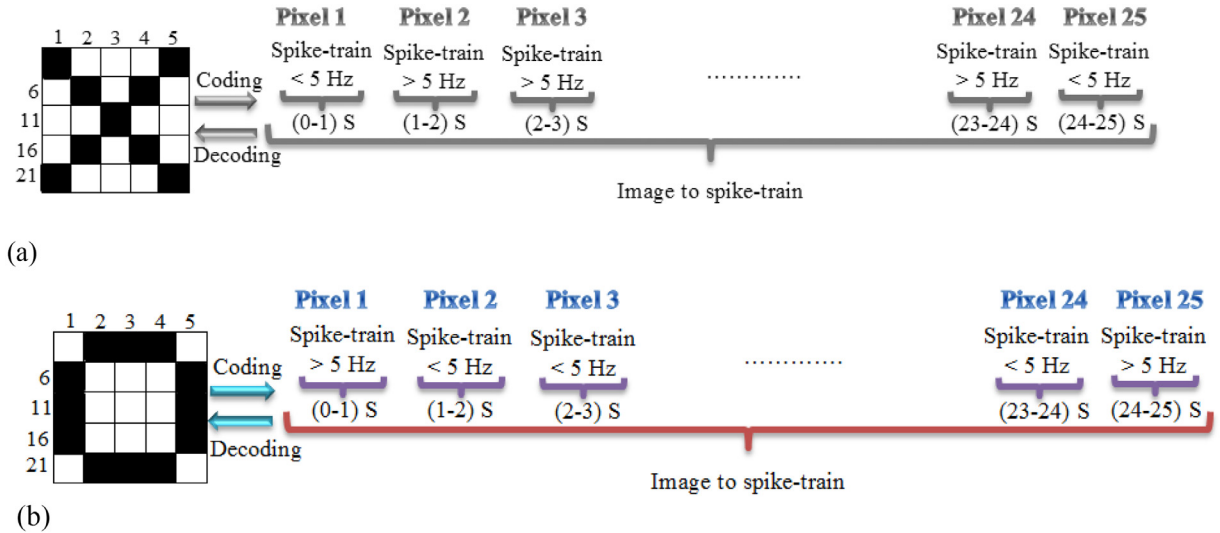 Pixel 1 Pixel 2 Pixel 3 Pixel 24 Pixel 25
1 2 3 4 5
Spike-train Spike-train Spike-train Spike-train Spike-train
< 5 Hz > 5 Hz > 5 Hz ............. > 5 Hz < 5 Hz
Coding
6
11
16
21
(0-1) S (1-2) S (2-3) S (23-24) S (24-25) S
Decoding
Image to spike-train
(a)
Pixel 1 Pixel 2 Pixel 3 Pixel 24 Pixel 25
1 2 3 4 5
Spike-train Spike-train Spike-train Spike-train Spike-train
> 5 Hz < 5 Hz < 5 Hz ............. < 5 Hz > 5 Hz
Coding
6
11
16
21
(0-1) S (1-2) S (2-3) S (23-24) S (24-25) S
Decoding
Image to spike-train
(b)